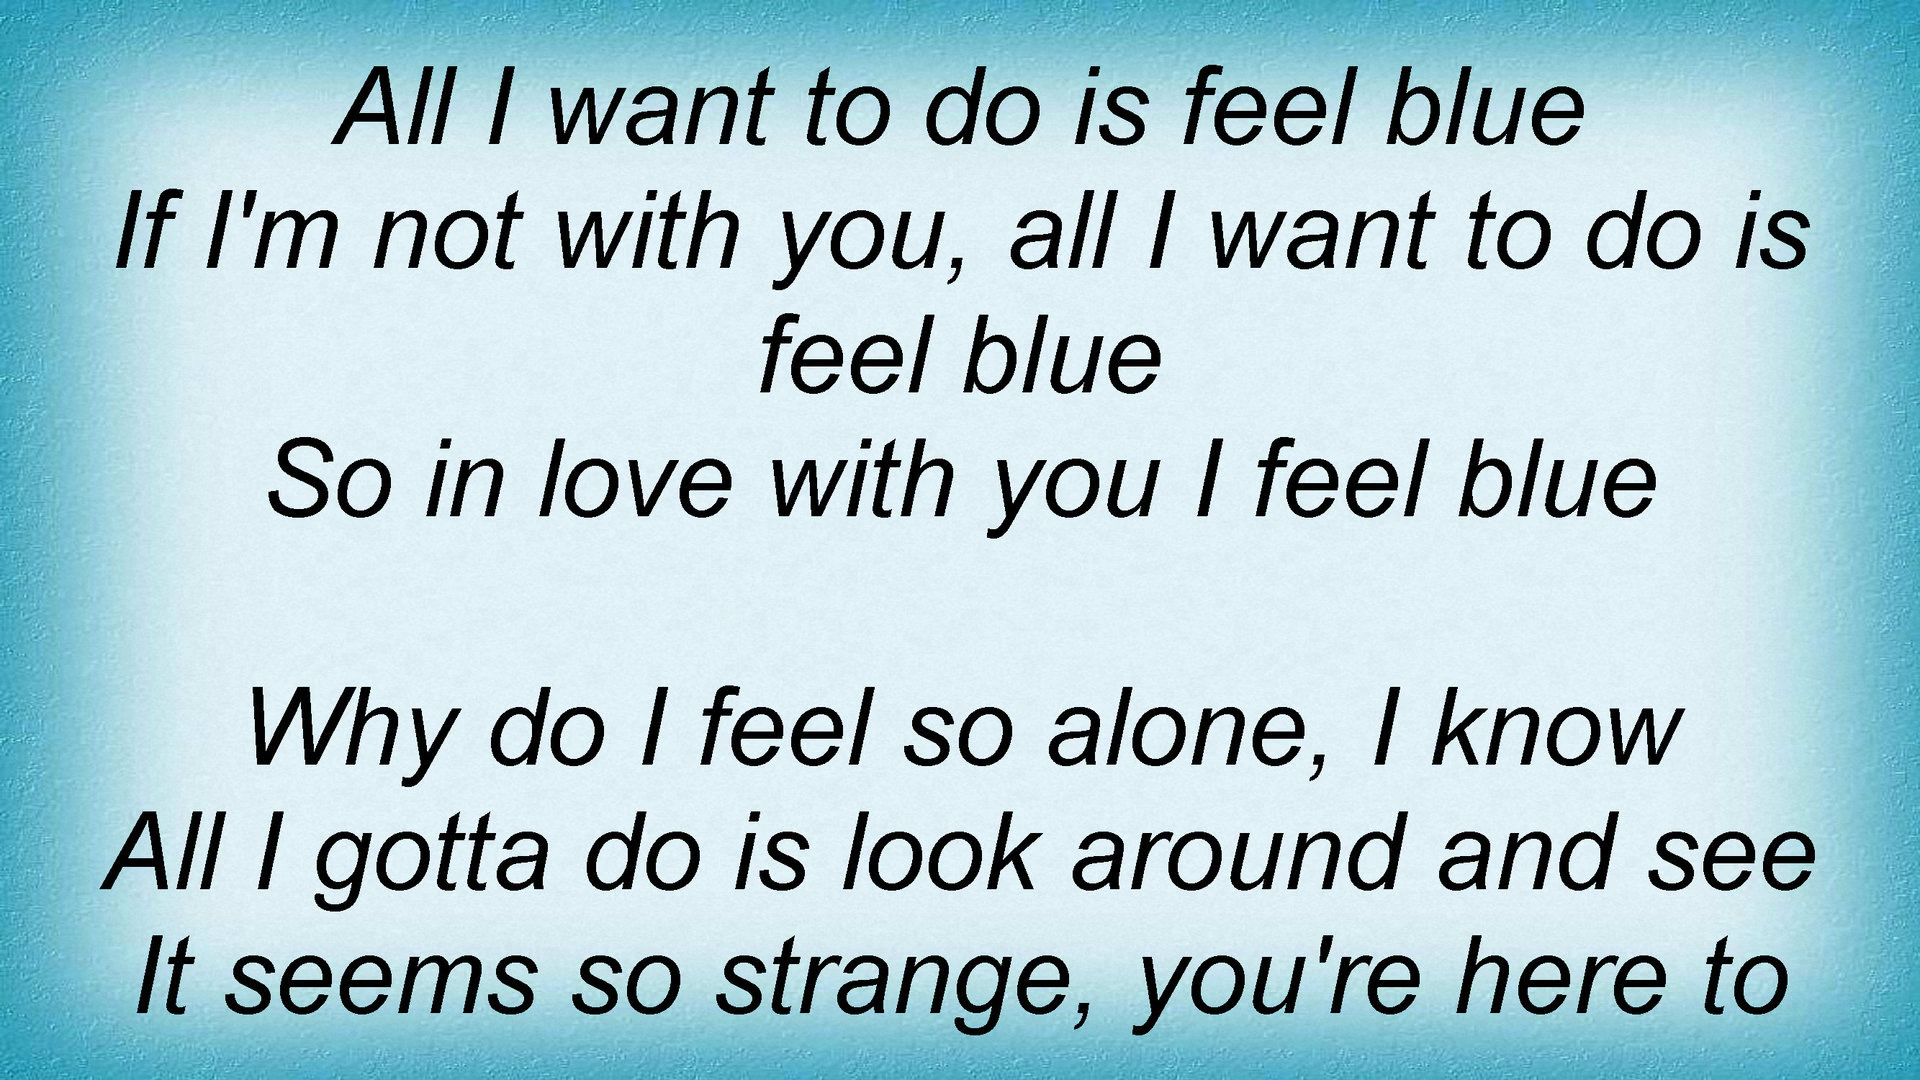 All I want to do is feel blue
If I'm not with you, all I want to do is
feel blue
So in love with you I feel blue
Why do I feel so alone, I know
All I gotta do is look around and see
It seems so strange, you're here to